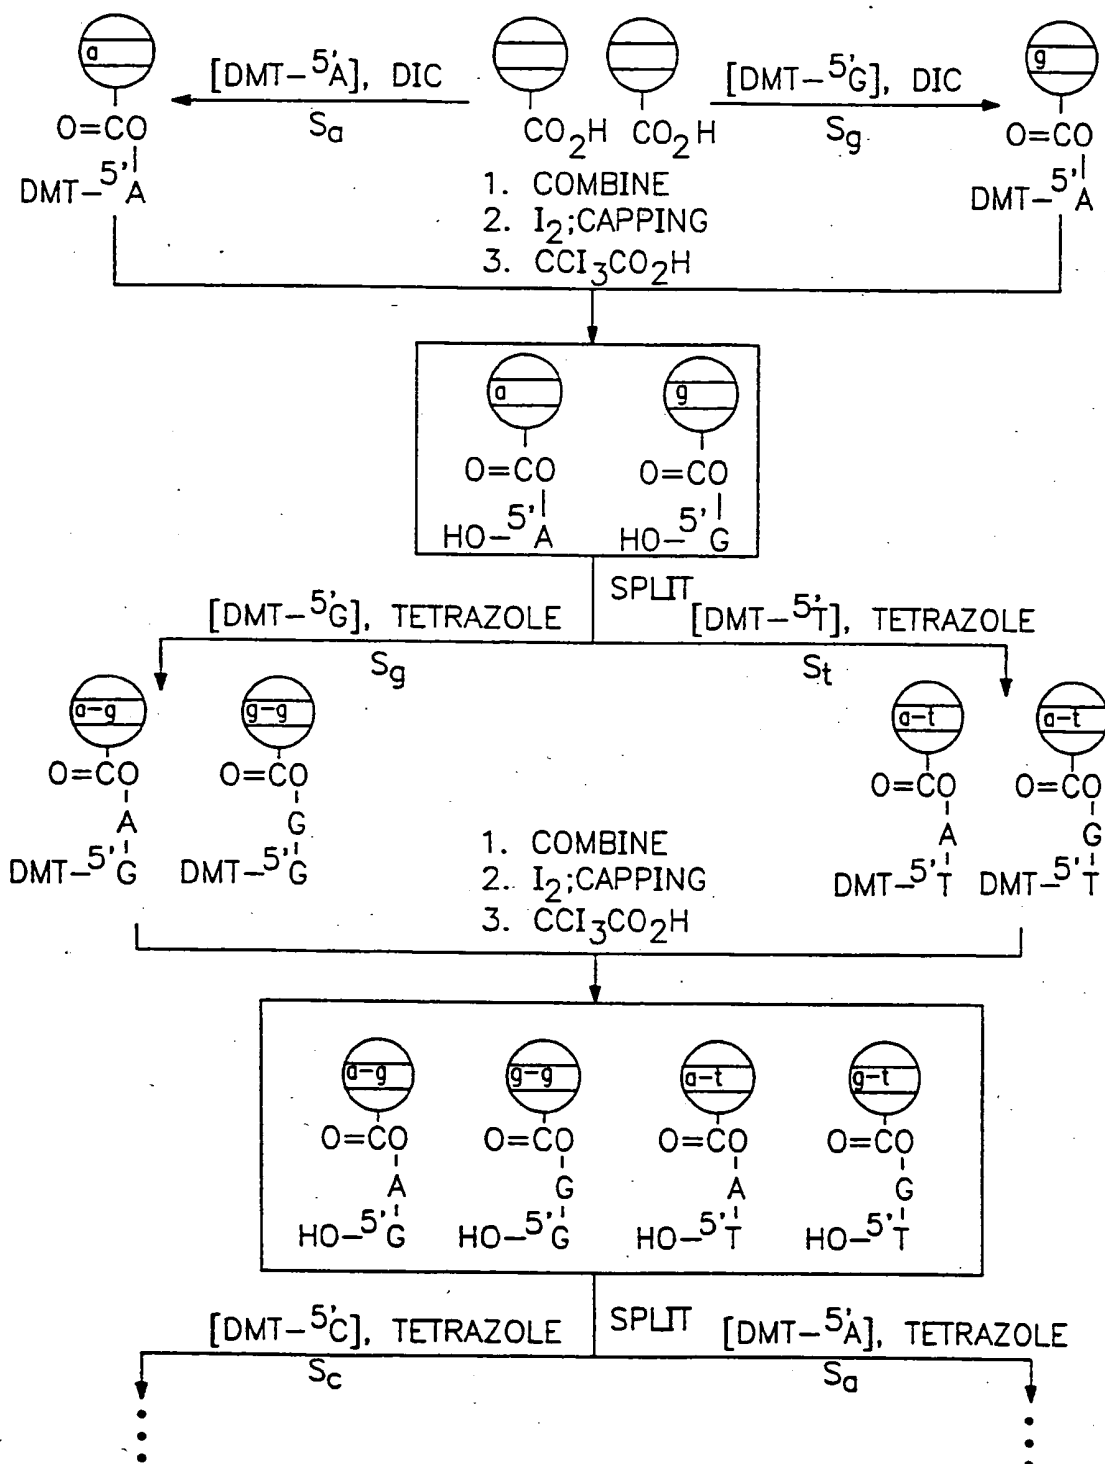 a
[DMT-5'A], DIC
Sa
[DMT-5'G], DIC
Sg
g
CO2H
CO2H
O=CO
DMT-5'A
O=CO
DMT-5'A
1. COMBINE
2. I2;CAPPING
3. CCI3CO2H
a
g
O=CO
O=CO
HO-5'A
HO-5'G
SPLIT
[DMT-5'G], TETRAZOLE
Sg
[DMT-5'T], TETRAZOLE
St
a-g
g-g
a-t
a-t
O=CO
O=CO
O=CO
O=CO
A
G
A
G
DMT-5'G
DMT-5'G
DMT-5'T
DMT-5'T
1. COMBINE
2. I2;CAPPING
3. CCI3CO2H
a-g
g-g
a-t
g-t
O=CO
O=CO
O=CO
O=CO
A
G
A
G
HO-5'G
HO-5'G
HO-5'T
HO-5'T
SPLIT
[DMT-5'C], TETRAZOLE
Sc
[DMT-5'A], TETRAZOLE
Sa